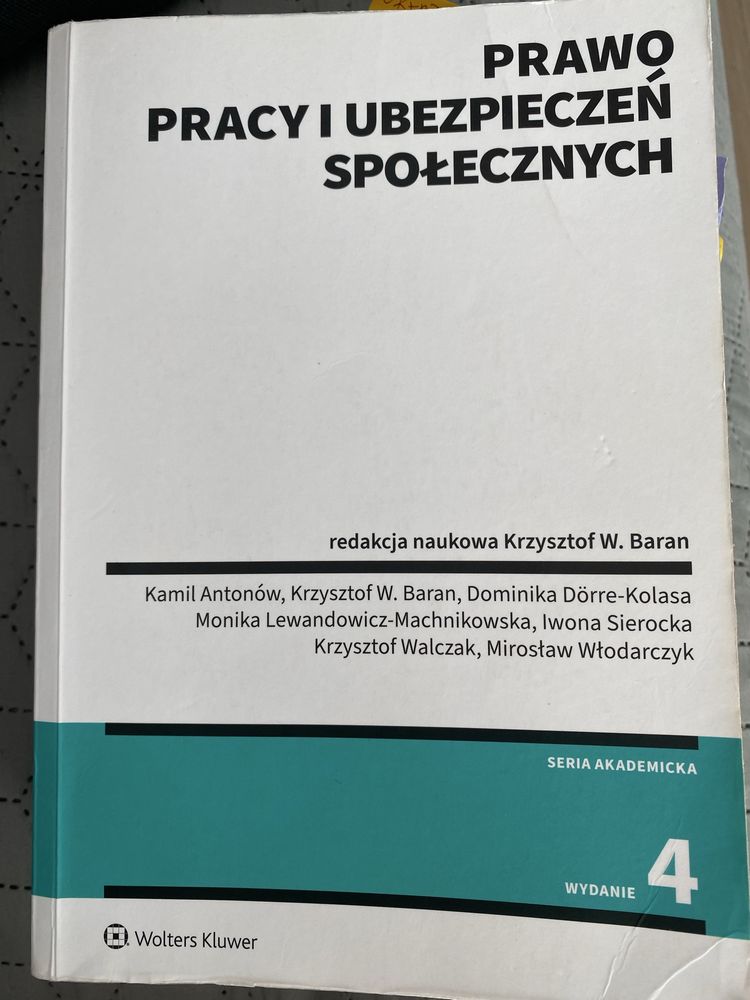 PRAWO
PRACY I UBEZPIECZEŃ
SPOŁECZNYCH
redakcja naukowa Krzysztof W. Baran
Kamil Antonów, Krzysztof W. Baran, Dominika Dörre-Kolasa
Monika Lewandowicz-Machnikowska, Iwona Sierocka
Krzysztof Walczak, Mirosław Włodarczyk
SERIA AKADEMICKA
WYDANIE 4
Wolters Kluwer